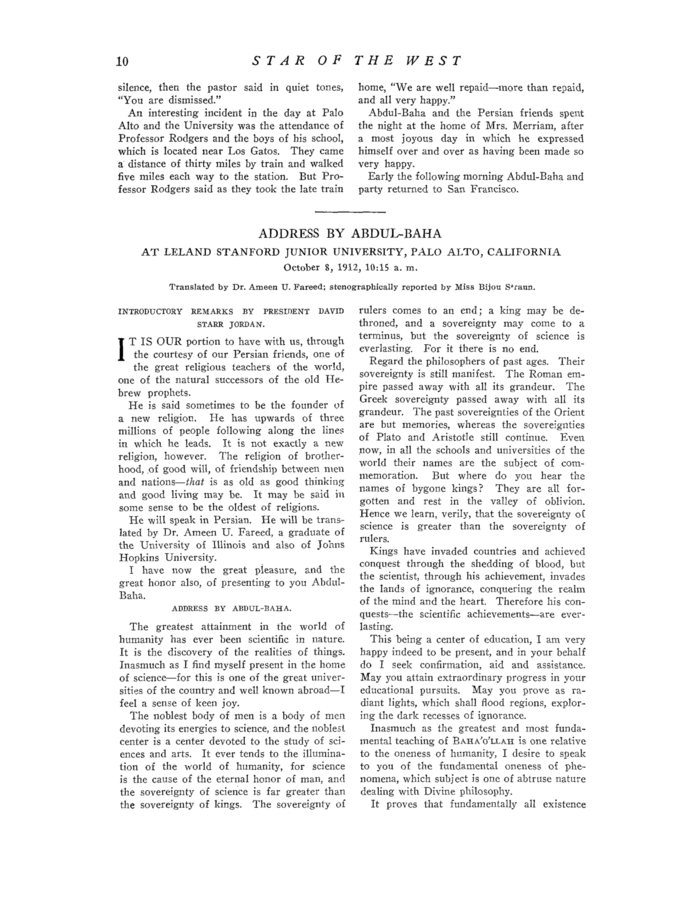 10
STAR OF THE WEST
silence, then the pastor said in quiet tones,
"You are dismissed."
An interesting incident in the day at Palo
Alto and the University was the attendance of
Professor Rodgers and the boys of his school,
which is located near Los Gatos. They came
a distance of thirty miles by train and walked
five miles each way to the station. But Pro-
fessor Rodgers said as they took the late train
home, "We are well repaid—more than repaid,
and all very happy."
Abdul-Baha and the Persian friends spent
the night at the home of Mrs. Merriam, after
a most joyous day in which he expressed
himself over and over as having been made so
very happy.
Early the following morning Abdul-Baha and
party returned to San Francisco.
ADDRESS BY ABDUL-BAHA
AT LELAND STANFORD JUNIOR UNIVERSITY, PALO ALTO, CALIFORNIA
October 8, 1912, 10:15 a. m.
Translated by Dr. Ameen U. Fareed; stenographically reported by Miss Bijou S'raun.
INTRODUCTORY REMARKS BY PRESIDENT DAVID
STARR JORDAN.
IT IS OUR portion to have with us, through
the courtesy of our Persian friends, one of
the great religious teachers of the world,
one of the natural successors of the old He-
brew prophets.
He is said sometimes to be the founder of
a new religion. He has upwards of three
millions of people following along the lines
in which he leads. It is not exactly a new
religion, however. The religion of brother-
hood, of good will, of friendship between men
and nations—that is as old as good thinking
and good living may be. It may be said in
some sense to be the oldest of religions.
He will speak in Persian. He will be trans-
lated by Dr. Ameen U. Fareed, a graduate of
the University of Illinois and also of Johns
Hopkins University.
I have now the great pleasure, and the
great honor also, of presenting to you Abdul-
Baha.
ADDRESS BY ABDUL-BAHA.
The greatest attainment in the world of
humanity has ever been scientific in nature.
It is the discovery of the realities of things.
Inasmuch as I find myself present in the home
of science—for this is one of the great univer-
sities of the country and well known abroad—I
feel a sense of keen joy.
The noblest body of men is a body of men
devoting its energies to science, and the noblest
center is a center devoted to the study of sci-
ences and arts. It ever tends to the illumina-
tion of the world of humanity, for science
is the cause of the eternal honor of man, and
the sovereignty of science is far greater than
the sovereignty of kings. The sovereignty of
rulers comes to an end; a king may be de-
throned, and a sovereignty may come to a
terminus, but the sovereignty of science is
everlasting. For it there is no end.
Regard the philosophers of past ages. Their
sovereignty is still manifest. The Roman em-
pire passed away with all its grandeur. The
Greek sovereignty passed away with all its
grandeur. The past sovereignties of the Orient
are but memories, whereas the sovereignties
of Plato and Aristotle still continue. Even
now, in all the schools and universities of the
world their names are the subject of com-
memoration. But where do you hear the
names of bygone kings? They are all for-
gotten and rest in the valley of oblivion.
Hence we learn, verily, that the sovereignty of
science is greater than the sovereignty of
rulers.
Kings have invaded countries and achieved
conquest through the shedding of blood, but
the scientist, through his achievement, invades
the lands of ignorance, conquering the realm
of the mind and the heart. Therefore his con-
quests—the scientific achievements—are ever-
lasting.
This being a center of education, I am very
happy indeed to be present, and in your behalf
do I seek confirmation, aid and assistance.
May you attain extraordinary progress in your
educational pursuits. May you prove as ra-
diant lights, which shall flood regions, explor-
ing the dark recesses of ignorance.
Inasmuch as the greatest and most funda-
mental teaching of BAHA'O'LLAH is one relative
to the oneness of humanity, I desire to speak
to you of the fundamental oneness of phe-
nomena, which subject is one of abtruse nature
dealing with Divine philosophy.
It proves that fundamentally all existence